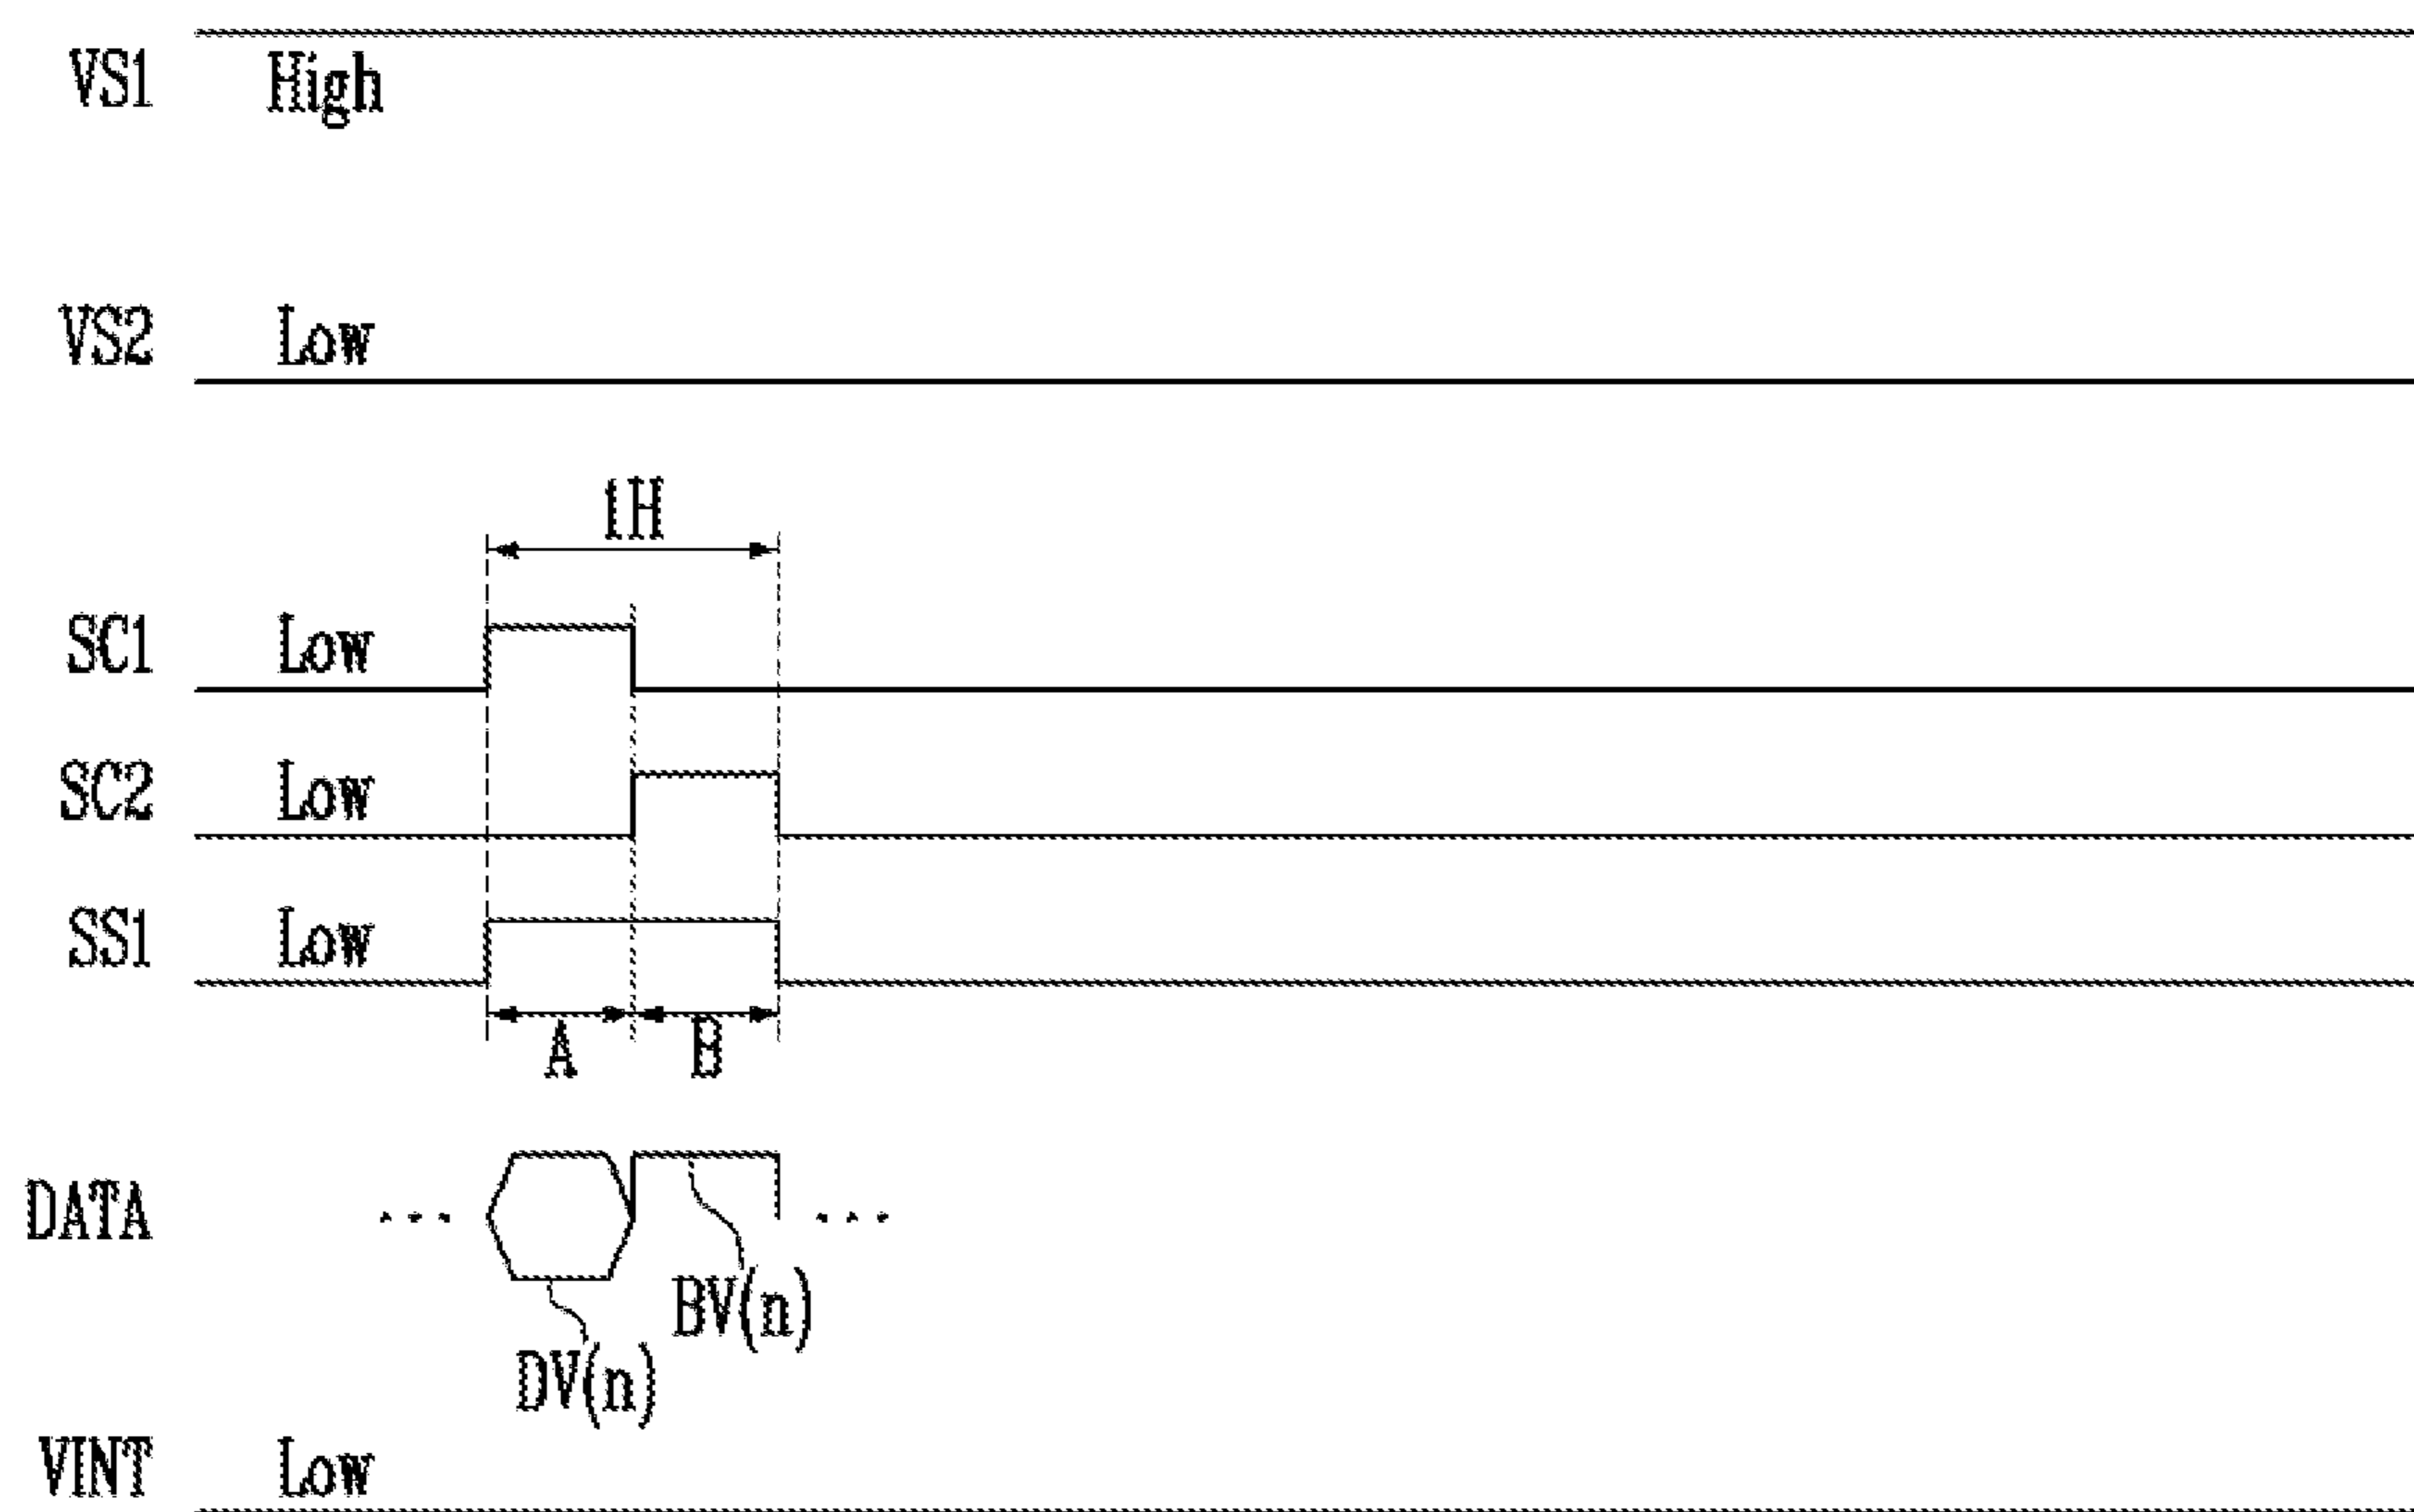 VS1 High
VS2 Low
1H
SC1 Low
SC2 Low
SS1 Low
A B
DATA ... ...
BV(n)
DV(n)
VINT Low